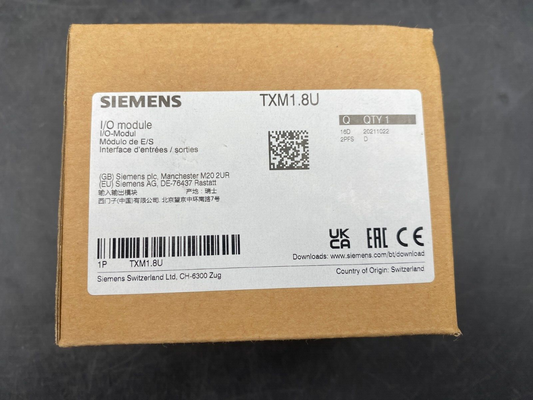 SIEMENS
TXM1.8U
Q QTY 1
16D 20211022
2PFS D
I/O module
I/O-Modul
Módulo de E/S
Interface d'entrées / sorties
(GB) Siemens plc, Manchester M20 2UR
(EU) Siemens AG, DE-76437 Rastatt
输入输出模块 产地: 瑞士
西门子(中国)有限公司 北京望京中环南路7号
UK CA EAC CE
Downloads: www.siemens.com/bt/download
1P TXM1.8U
Siemens Switzerland Ltd, CH-6300 Zug
Country of Origin: Switzerland